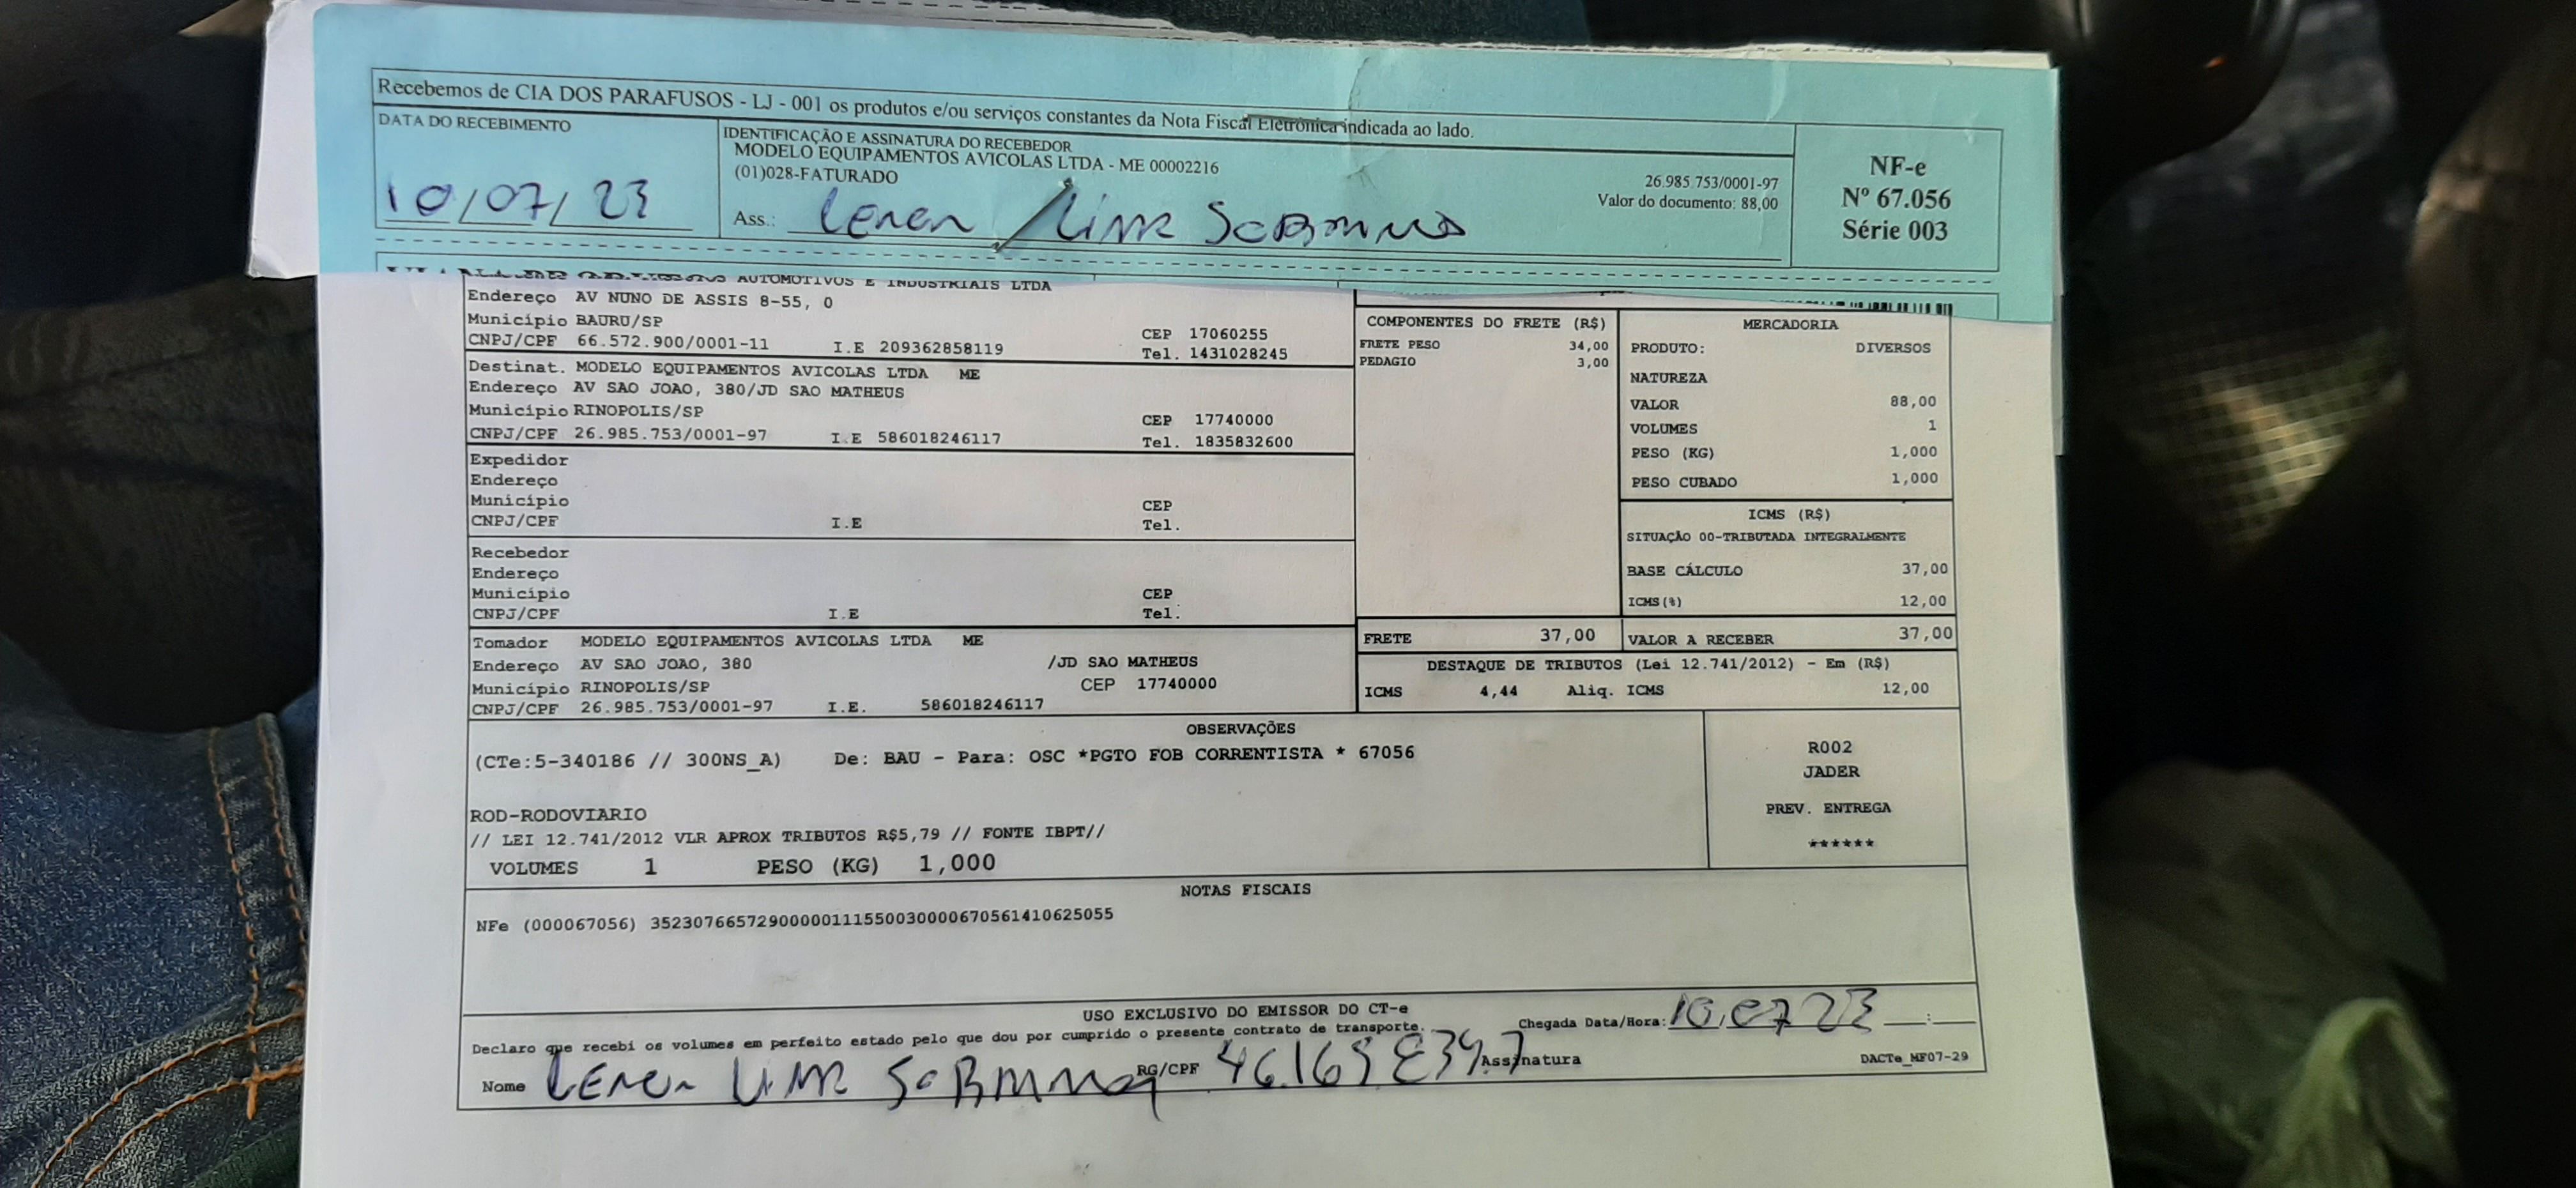 Recebemos de CIA DOS PARAFUSOS - LJ - 001 os produtos e/ou serviços constantes da Nota Fiscal Eletrônica indicada ao lado.
DATA DO RECEBIMENTO
10/07/23
IDENTIFICAÇÃO E ASSINATURA DO RECEBEDOR
MODELO EQUIPAMENTOS AVICOLAS LTDA - ME 00002216
(01)028-FATURADO
26.985.753/0001-97
Valor do documento: 88,00
Ass.:
NF-e
Nº 67.056
Série 003
AUTOMOTIVOS E INDUSTRIAIS LTDA
Endereço AV NUNO DE ASSIS 8-55, 0
Município BAURU/SP CEP 17060255
CNPJ/CPF 66.572.900/0001-11 I.E 209362858119 Tel. 1431028245
Destinat. MODELO EQUIPAMENTOS AVICOLAS LTDA ME
Endereço AV SAO JOAO, 380/JD SAO MATHEUS
Município RINOPOLIS/SP CEP 17740000
CNPJ/CPF 26.985.753/0001-97 I.E 586018246117 Tel. 1835832600
Expedidor
Endereço
Município CEP
CNPJ/CPF I.E Tel.
Recebedor
Endereço
Município CEP
CNPJ/CPF I.E Tel.
Tomador MODELO EQUIPAMENTOS AVICOLAS LTDA ME
Endereço AV SAO JOAO, 380 /JD SAO MATHEUS
Município RINOPOLIS/SP CEP 17740000
CNPJ/CPF 26.985.753/0001-97 I.E. 586018246117
COMPONENTES DO FRETE (R$)
FRETE PESO 34,00
PEDAGIO 3,00
MERCADORIA
PRODUTO: DIVERSOS
NATUREZA
VALOR 88,00
VOLUMES 1
PESO (KG) 1,000
PESO CUBADO 1,000
ICMS (R$)
SITUAÇÃO 00-TRIBUTADA INTEGRALMENTE
BASE CÁLCULO 37,00
ICMS(%) 12,00
FRETE 37,00 VALOR A RECEBER 37,00
DESTAQUE DE TRIBUTOS (Lei 12.741/2012) - Em (R$)
ICMS 4,44 Aliq. ICMS 12,00
OBSERVAÇÕES
(CTe:5-340186 // 300NS_A) De: BAU - Para: OSC *PGTO FOB CORRENTISTA * 67056
ROD-RODOVIARIO
// LEI 12.741/2012 VLR APROX TRIBUTOS R$5,79 // FONTE IBPT//
VOLUMES 1 PESO (KG) 1,000
R002
JADER
PREV. ENTREGA
******
NOTAS FISCAIS
NFe (000067056) 35230766572900000111550030000670561410625055
USO EXCLUSIVO DO EMISSOR DO CT-e
Declaro que recebi os volumes em perfeito estado pelo que dou por cumprido o presente contrato de transporte.
Chegada Data/Hora: 10,07 23 __:__
Nome RG/CPF Assinatura DACTe_MF07-29